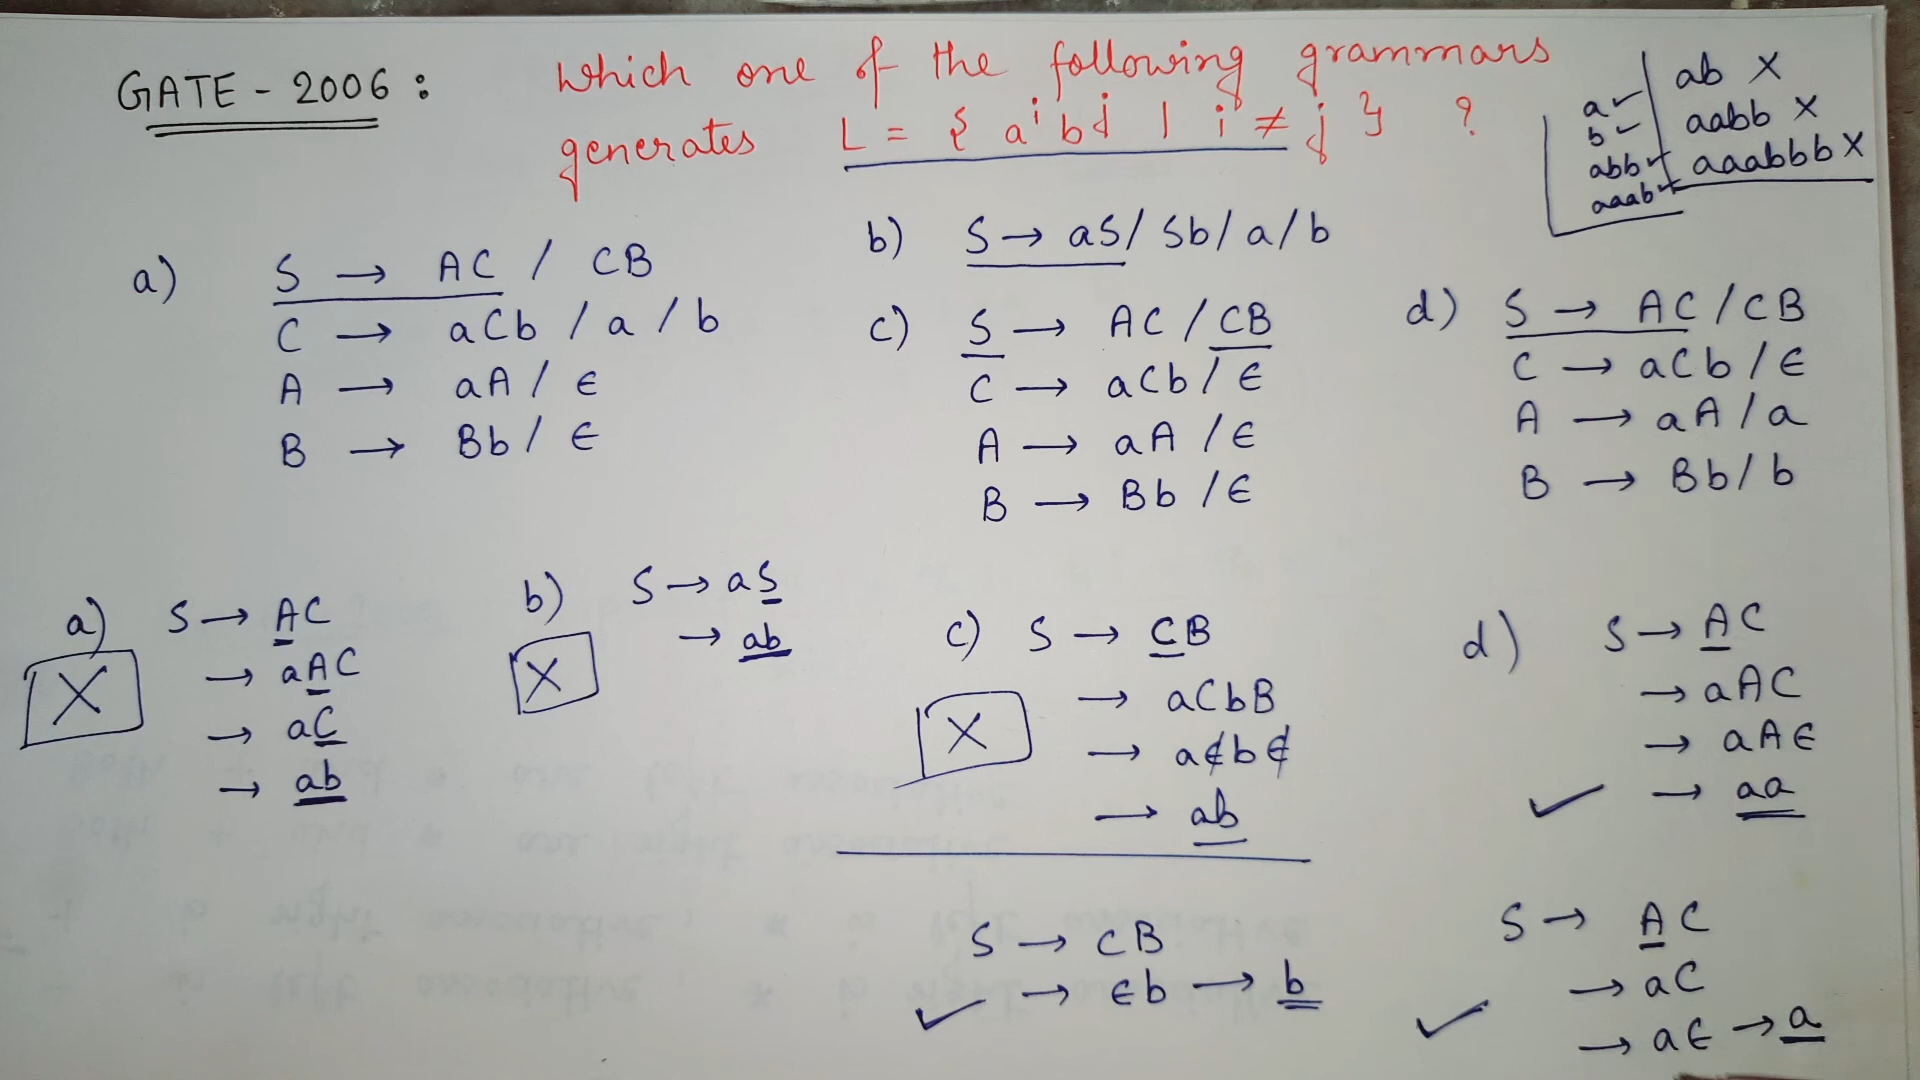 GATE - 2006 :
Which one of the following grammars
generates L = { a^i b^j | i ≠ j } ?
a ✓
b ✓
abb ✓
aaab ✓
ab X
aabb X
aaabbb X
a) S → AC / CB
C → aCb / a / b
A → aA / ϵ
B → Bb / ϵ
b) S → aS / Sb / a / b
c) S → AC / CB
C → aCb / ϵ
A → aA / ϵ
B → Bb / ϵ
d) S → AC / CB
C → aCb / ϵ
A → aA / a
B → Bb / b
a) S → AC
→ aAC
→ aC
→ ab
X
b) S → aS
→ ab
X
c) S → CB
→ aCbB
→ aϵbϵ
→ ab
X
S → CB
✓ → ϵb → b
d) S → AC
→ aAC
→ aAϵ
✓ → aa
S → AC
→ aC
✓ → aϵ → a